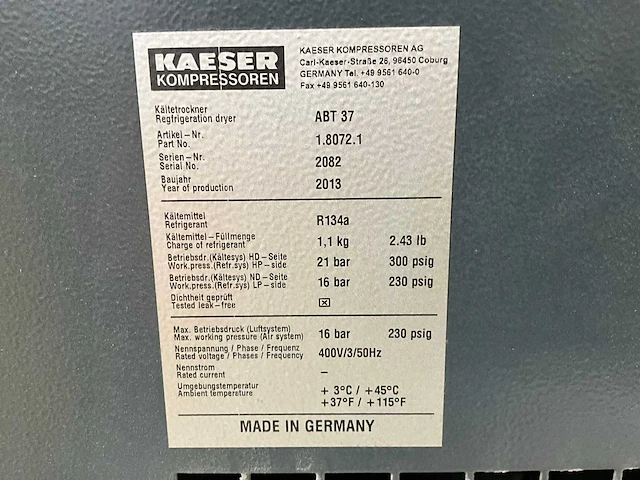 KAESER
KOMPRESSOREN
KAESER KOMPRESSOREN AG
Carl-Kaeser-Straße 26, 96450 Coburg
GERMANY Tel. +49 9561 640-0
Fax +49 9561 640-130
Kältetrockner
Regfrigeration dryer ABT 37
Artikel-Nr.
Part No. 1.8072.1
Serien-Nr.
Serial No. 2082
Baujahr
Year of production 2013
Kältemittel
Refrigerant R134a
Kältemittel-Füllmenge
Charge of refrigerant 1,1 kg 2.43 lb
Betriebsdr.(Kältesys) HD-Seite
Work.press.(Refr.sys) HP-side 21 bar 300 psig
Betriebsdr.(Kältesys) ND-Seite
Work.press.(Refr.sys) LP-side 16 bar 230 psig
Dichtheit geprüft
Tested leak-free ☒
Max. Betriebsdruck (Luftsystem)
Max. working pressure (Air system) 16 bar 230 psig
Nennspannung / Phase / Frequenz
Rated voltage / Phases / Frequency 400V/3/50Hz
Nennstrom
Rated current –
Umgebungstemperatur
Ambient temperature + 3°C / +45°C
+37°F / +115°F
MADE IN GERMANY